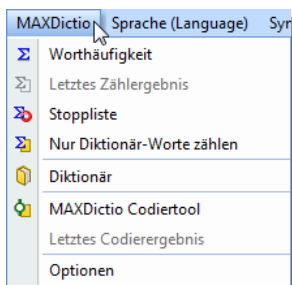 MAXDictio Sprache (Language)
Worthäufigkeit
Letztes Zählergebnis
Stoppliste
Nur Diktionär-Worte zählen
Diktionär
MAXDictio Codiertool
Letztes Codierergebnis
Optionen